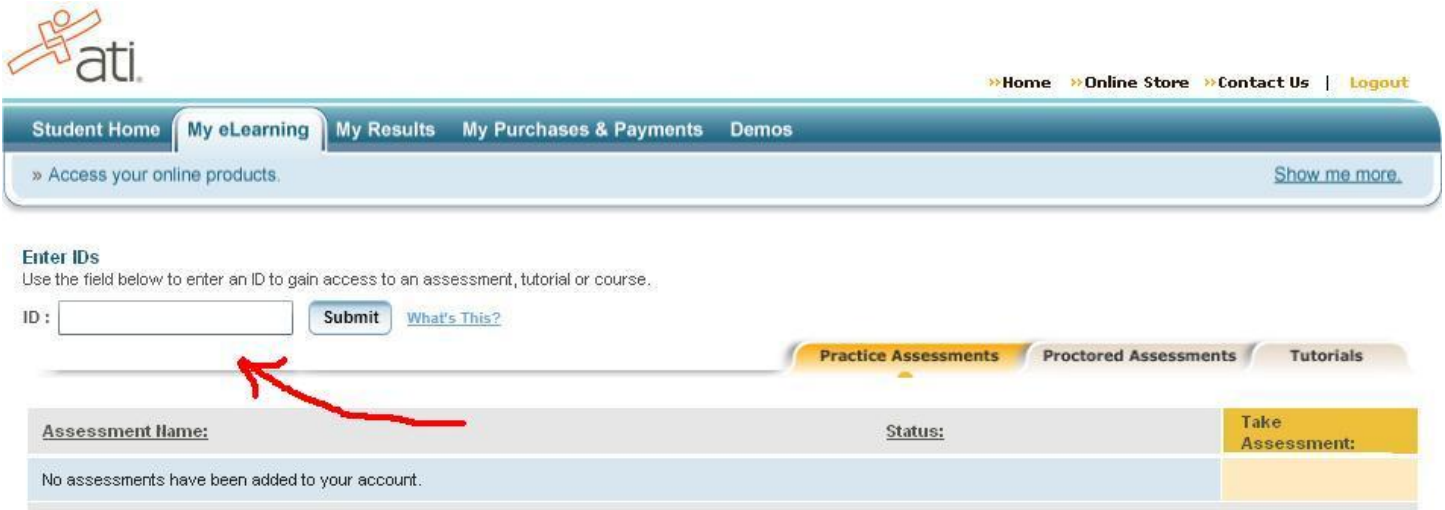 ati.
»Home »Online Store »Contact Us | Logout
Student Home My eLearning My Results My Purchases & Payments Demos
» Access your online products. Show me more.
Enter IDs
Use the field below to enter an ID to gain access to an assessment, tutorial or course.
ID : Submit What's This?
Practice Assessments Proctored Assessments Tutorials
Assessment Name: Status: Take
Assessment:
No assessments have been added to your account.